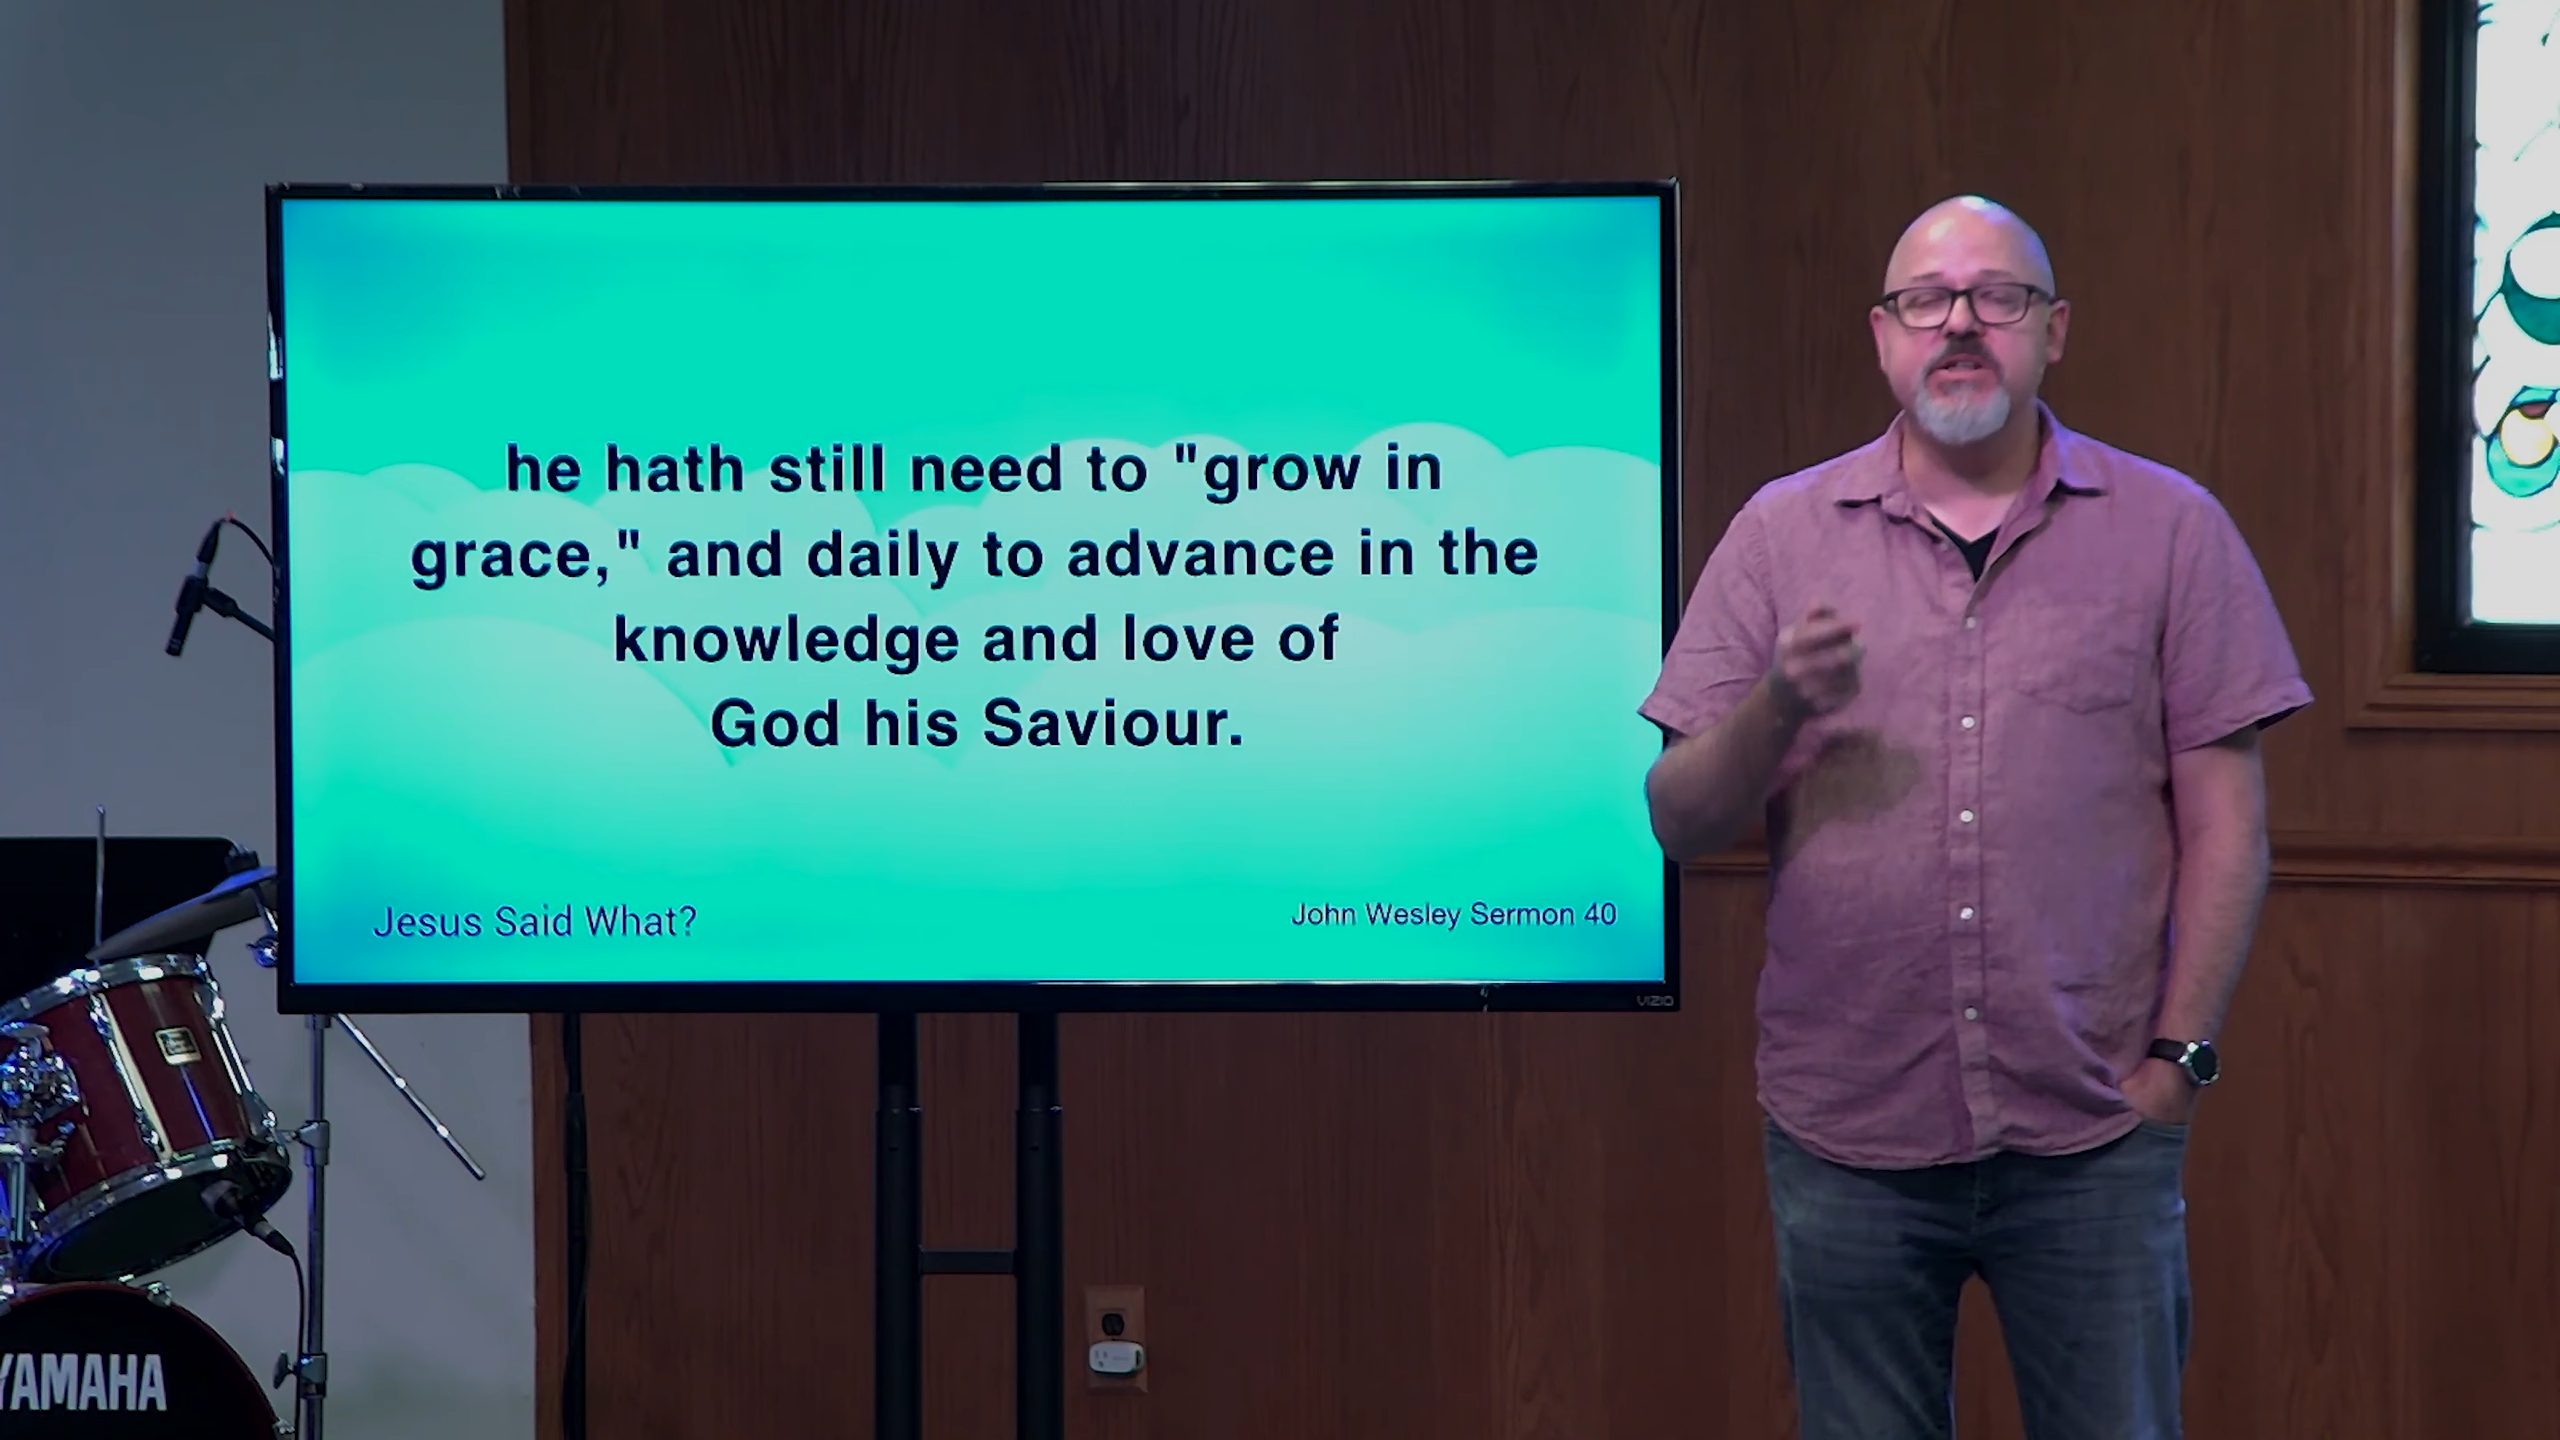 he hath still need to "grow in
grace," and daily to advance in the
knowledge and love of
God his Saviour.
Jesus Said What?
John Wesley Sermon 40
VIZIO
YAMAHA